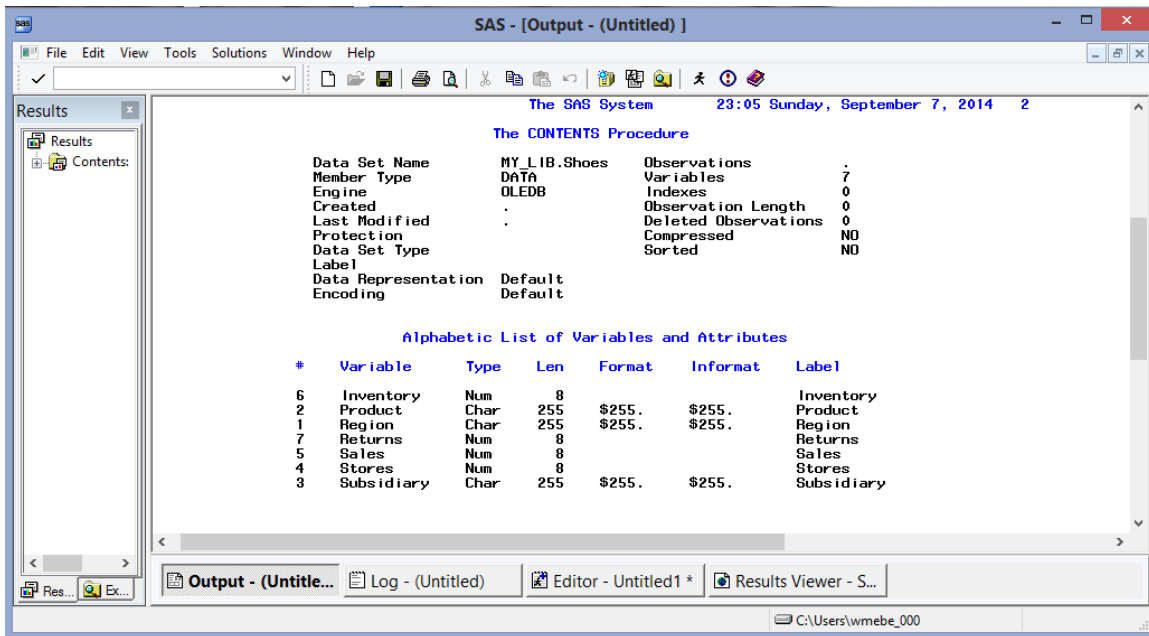 sas
SAS - [Output - (Untitled) ]
File Edit View Tools Solutions Window Help
Results
Results
Contents:
The SAS System 23:05 Sunday, September 7, 2014 2
The CONTENTS Procedure
Data Set Name MY_LIB.Shoes Observations .
Member Type DATA Variables 7
Engine OLEDB Indexes 0
Created . Observation Length 0
Last Modified . Deleted Observations 0
Protection Compressed NO
Data Set Type Sorted NO
Label
Data Representation Default
Encoding Default
Alphabetic List of Variables and Attributes
# Variable Type Len Format Informat Label
6 Inventory Num 8 Inventory
2 Product Char 255 $255. $255. Product
1 Region Char 255 $255. $255. Region
7 Returns Num 8 Returns
5 Sales Num 8 Sales
4 Stores Num 8 Stores
3 Subsidiary Char 255 $255. $255. Subsidiary
Res... Ex...
Output - (Untitle... Log - (Untitled) Editor - Untitled1 * Results Viewer - S...
C:\Users\wmebe_000